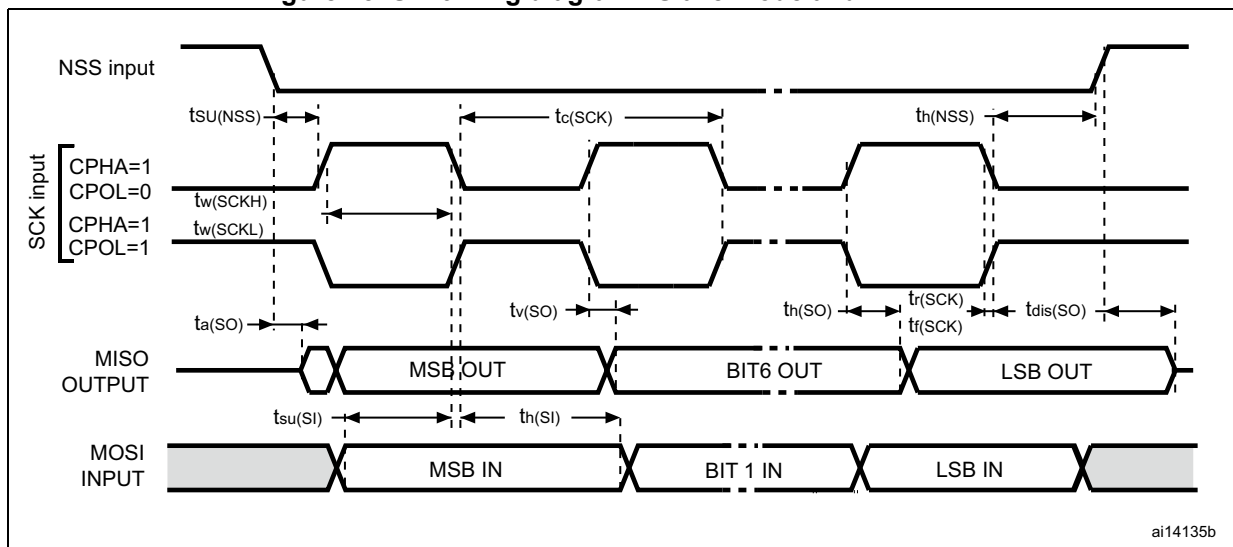 NSS input
tSU(NSS)
tc(SCK)
th(NSS)
SCK input
CPHA=1
CPOL=0
tw(SCKH)
CPHA=1
tw(SCKL)
CPOL=1
ta(SO)
tv(SO)
th(SO)
tr(SCK)
tf(SCK)
tdis(SO)
MISO
OUTPUT
MSB OUT
BIT6 OUT
LSB OUT
tsu(SI)
th(SI)
MOSI
INPUT
MSB IN
BIT 1 IN
LSB IN
ai14135b